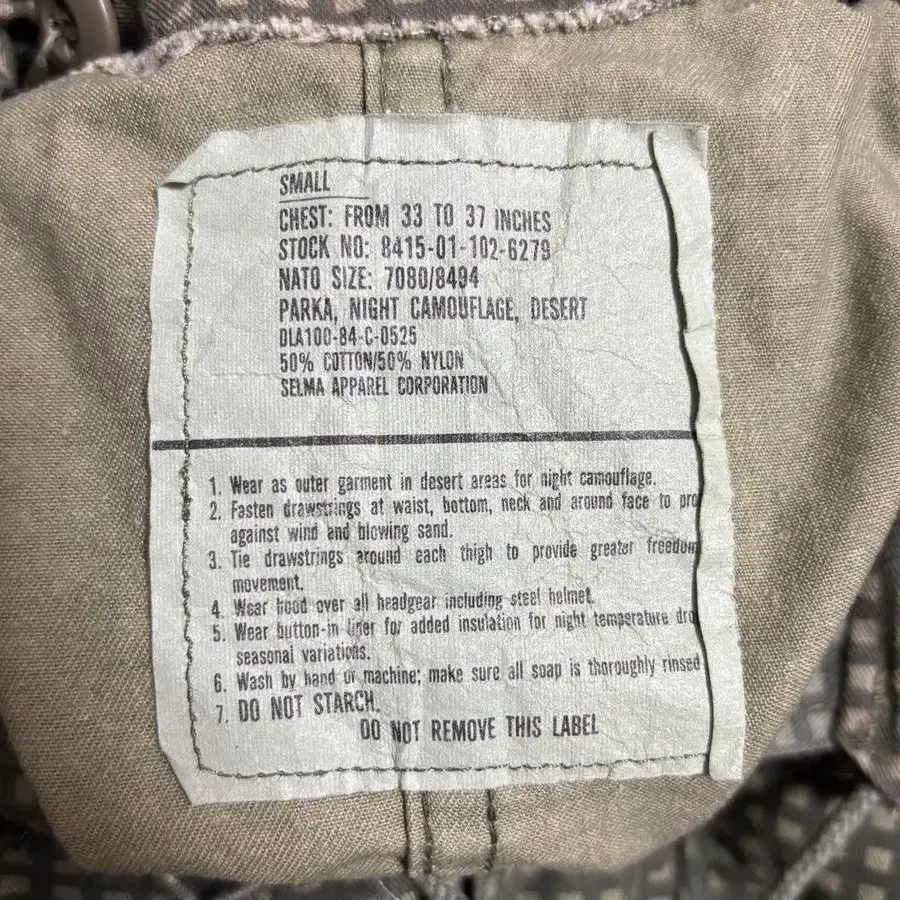 SMALL
CHEST: FROM 33 TO 37 INCHES
STOCK NO: 8415-01-102-6279
NATO SIZE: 7080/8494
PARKA, NIGHT CAMOUFLAGE, DESERT
DLA100-84-C-0525
50% COTTON/50% NYLON
SELMA APPAREL CORPORATION
1. Wear as outer garment in desert areas for night camouflage.
2. Fasten drawstrings at waist, bottom, neck and around face to pro
against wind and blowing sand.
3. Tie drawstrings around each thigh to provide greater freedom
movement.
4. Wear hood over all headgear including steel helmet.
5. Wear button-in liner for added insulation for night temperature dro
seasonal variations.
6. Wash by hand or machine; make sure all soap is thoroughly rinsed
7. DO NOT STARCH.
DO NOT REMOVE THIS LABEL